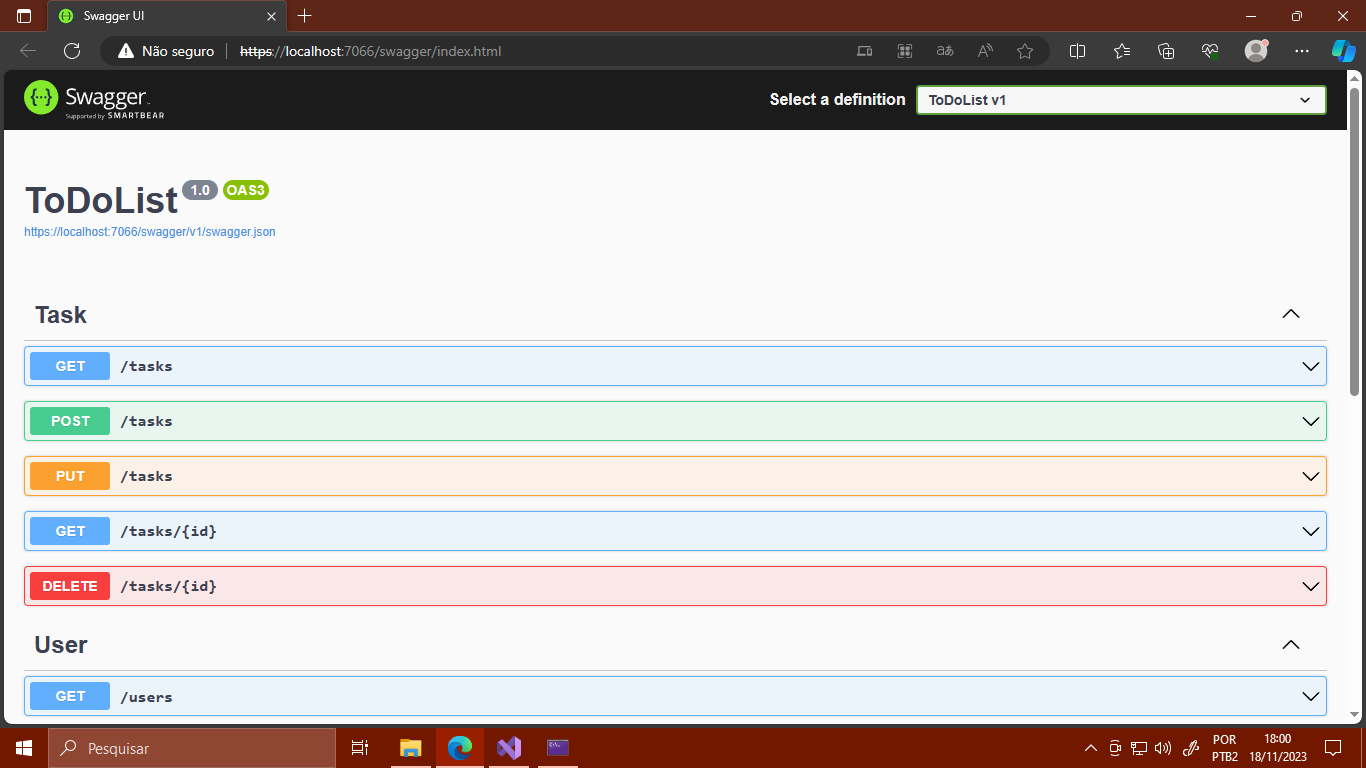 Swagger UI
Não seguro
https://localhost:7066/swagger/index.html
Swagger
Supported by SMARTBEAR
Select a definition
ToDoList v1
ToDoList 1.0 OAS3
https://localhost:7066/swagger/v1/swagger.json
Task
GET /tasks
POST /tasks
PUT /tasks
GET /tasks/{id}
DELETE /tasks/{id}
User
GET /users
Pesquisar
POR
PTB2
18:00
18/11/2023